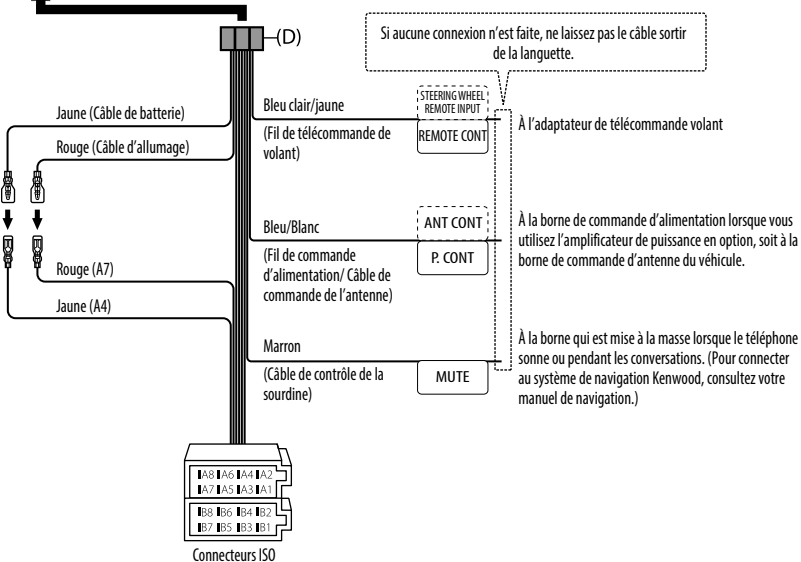 (D)
Si aucune connexion n'est faite, ne laissez pas le câble sortir
de la languette.
Jaune (Câble de batterie)
Rouge (Câble d'allumage)
Rouge (A7)
Jaune (A4)
Bleu clair/jaune
(Fil de télécommande de
volant)
STEERING WHEEL
REMOTE INPUT
REMOTE CONT
À l'adaptateur de télécommande volant
Bleu/Blanc
(Fil de commande
d'alimentation/ Câble de
commande de l'antenne)
ANT CONT
P. CONT
À la borne de commande d'alimentation lorsque vous
utilisez l'amplificateur de puissance en option, soit à la
borne de commande d'antenne du véhicule.
Marron
(Câble de contrôle de la
sourdine)
MUTE
À la borne qui est mise à la masse lorsque le téléphone
sonne ou pendant les conversations. (Pour connecter
au système de navigation Kenwood, consultez votre
manuel de navigation.)
A8 A6 A4 A2
A7 A5 A3 A1
B8 B6 B4 B2
B7 B5 B3 B1
Connecteurs ISO